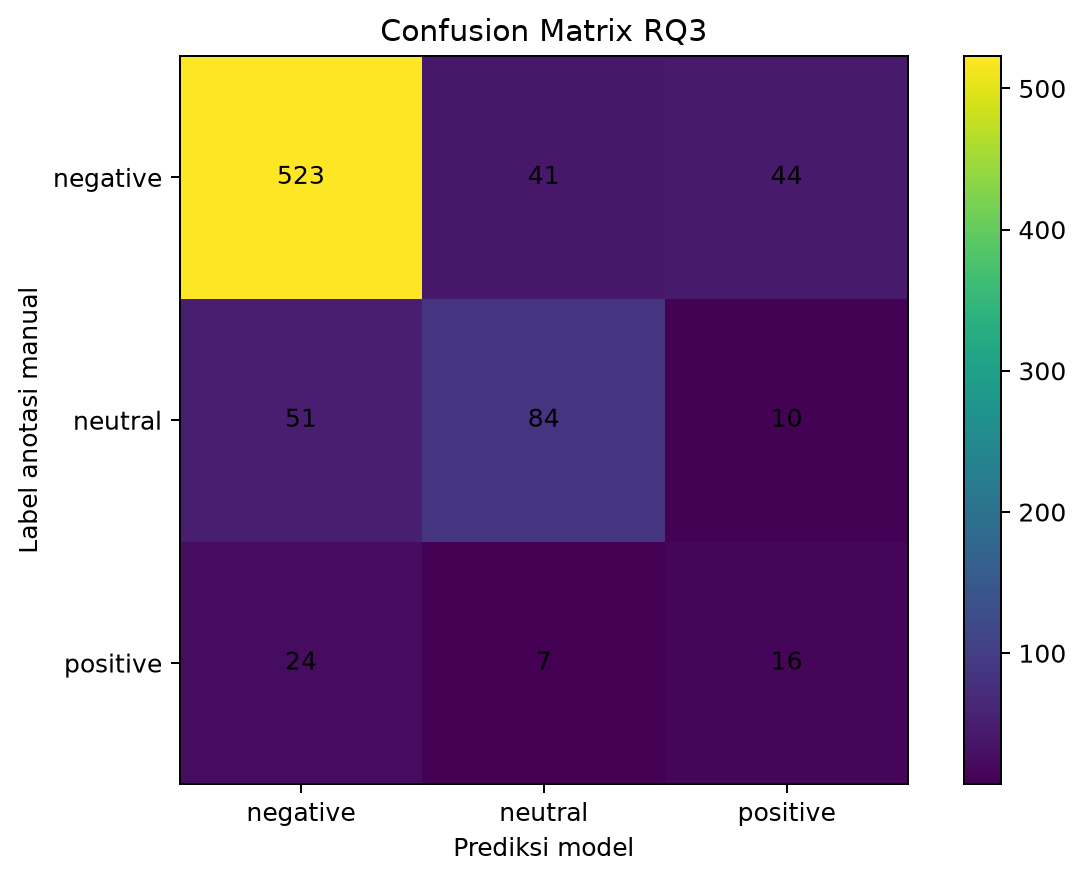 Confusion Matrix RQ3
negative 523 41 44
neutral 51 84 10
positive 24 7 16
negative neutral positive
Prediksi model
Label anotasi manual
500
400
300
200
100